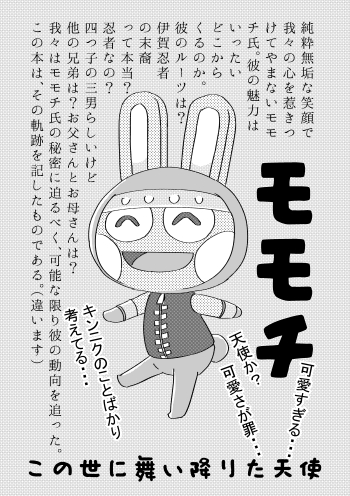 純粋無垢な笑顔で
我々の心を惹きつ
けてやまないモモ
チ氏。彼の魅力は
いったい
どこから
くるのか。
彼のルーツは？
伊賀忍者
の末裔
って本当？
忍者なの？
四つ子の三男らしいけど
他の兄弟は？お父さんとお母さんは？
我々はモモチ氏の秘密に迫るべく、可能な限り彼の動向を追った。
この本は、その軌跡を記したものである。（違います）
モモチ
可愛すぎる・・・
天使か？
可愛さが罪・・・
キンニクのことばかり
考えてる・・・
この世に舞い降りた天使